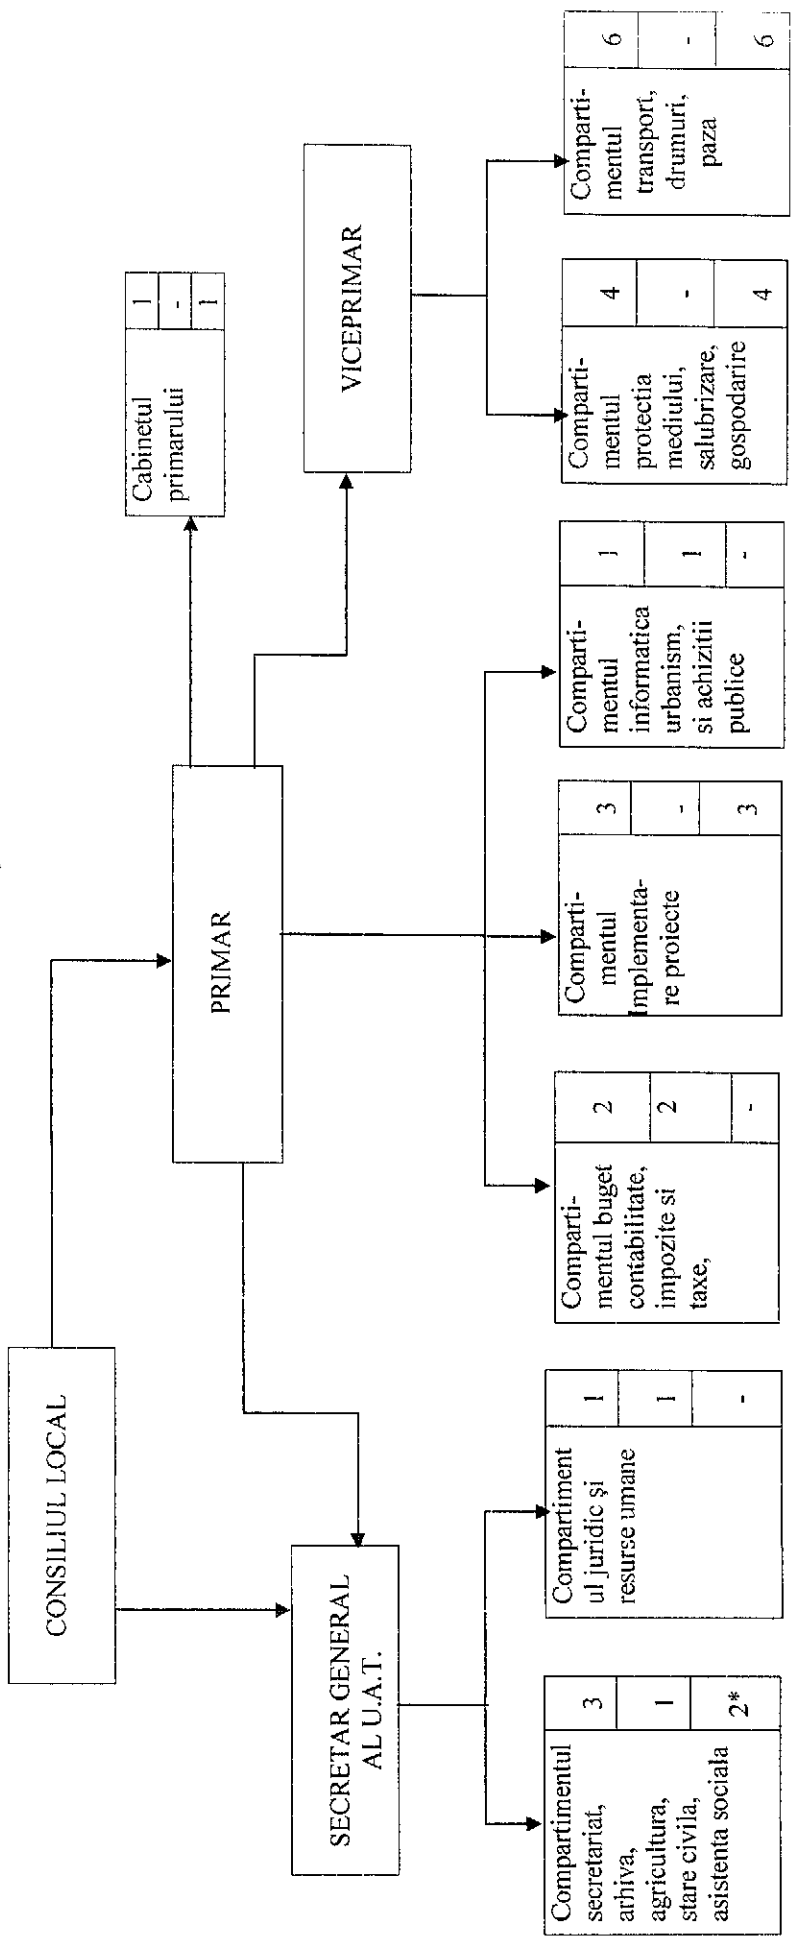 CONSILIUL LOCAL
PRIMAR
Cabinetul
primarului
1
-
1
SECRETAR GENERAL
AL U.A.T.
VICEPRIMAR
Compartimentul
secretariat,
arhiva,
agricultura,
stare civila,
asistenta sociala
3
1
2*
Compartiment
ul juridic şi
resurse umane
1
1
-
Comparti-
mentul buget
contabilitate,
impozite si
taxe,
2
2
-
Comparti-
mentul
Implementa-
re proiecte
3
-
3
Comparti-
mentul
informatica
urbanism,
si achizitii
publice
1
1
-
Comparti-
mentul
protectia
mediului,
salubrizare,
gospodarire
4
-
4
Comparti-
mentul
transport,
drumuri,
paza
6
-
6